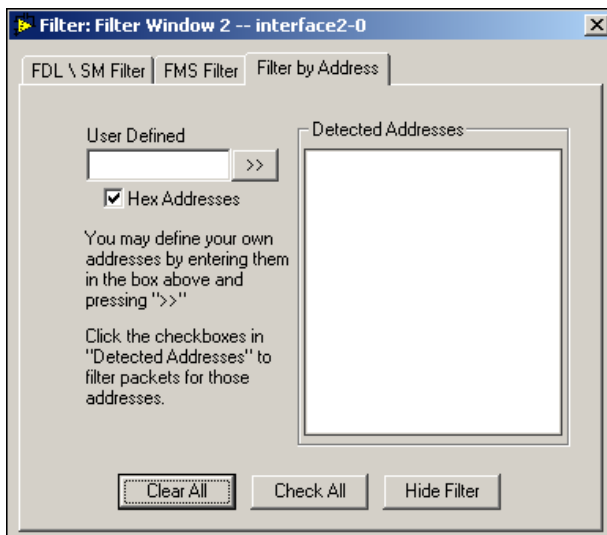 Filter: Filter Window 2 -- interface2-0
FDL \ SM Filter
FMS Filter
Filter by Address
User Defined
>>
Hex Addresses
You may define your own
addresses by entering them
in the box above and
pressing ">>"
Click the checkboxes in
"Detected Addresses" to
filter packets for those
addresses.
Detected Addresses
Clear All
Check All
Hide Filter